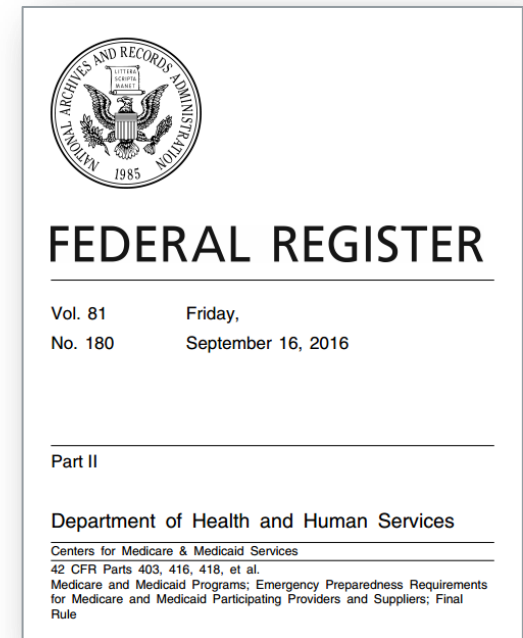 NATIONAL ARCHIVES AND RECORDS ADMINISTRATION
LITTERA
SCRIPTA
MANET
1985
FEDERAL REGISTER
Vol. 81 Friday,
No. 180 September 16, 2016
Part II
Department of Health and Human Services
Centers for Medicare & Medicaid Services
42 CFR Parts 403, 416, 418, et al.
Medicare and Medicaid Programs; Emergency Preparedness Requirements
for Medicare and Medicaid Participating Providers and Suppliers; Final
Rule